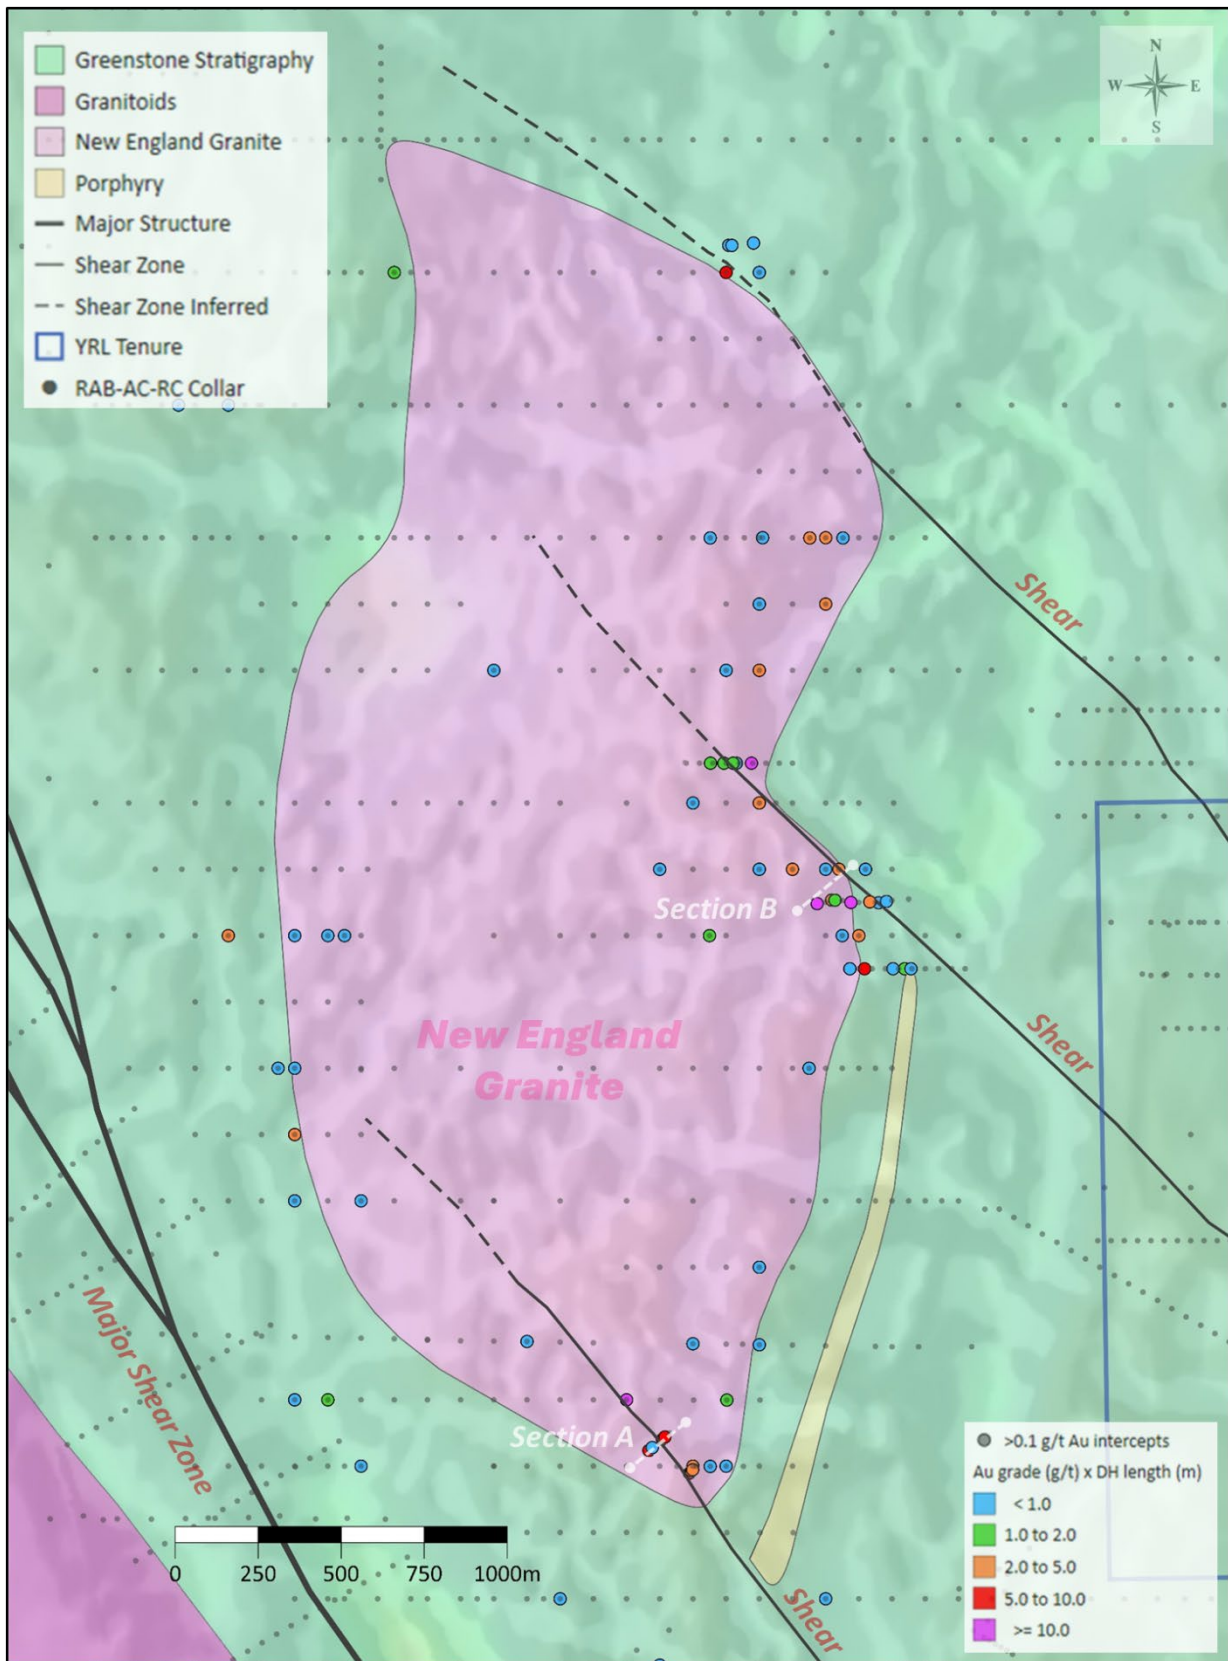 Greenstone Stratigraphy
Granitoids
New England Granite
Porphyry
Major Structure
Shear Zone
Shear Zone Inferred
YRL Tenure
RAB-AC-RC Collar
N
W E
S
Shear
Section B
New England
Granite
Shear
Major Shear Zone
Section A
Shear
0 250 500 750 1000m
>0.1 g/t Au intercepts
Au grade (g/t) x DH length (m)
< 1.0
1.0 to 2.0
2.0 to 5.0
5.0 to 10.0
>= 10.0